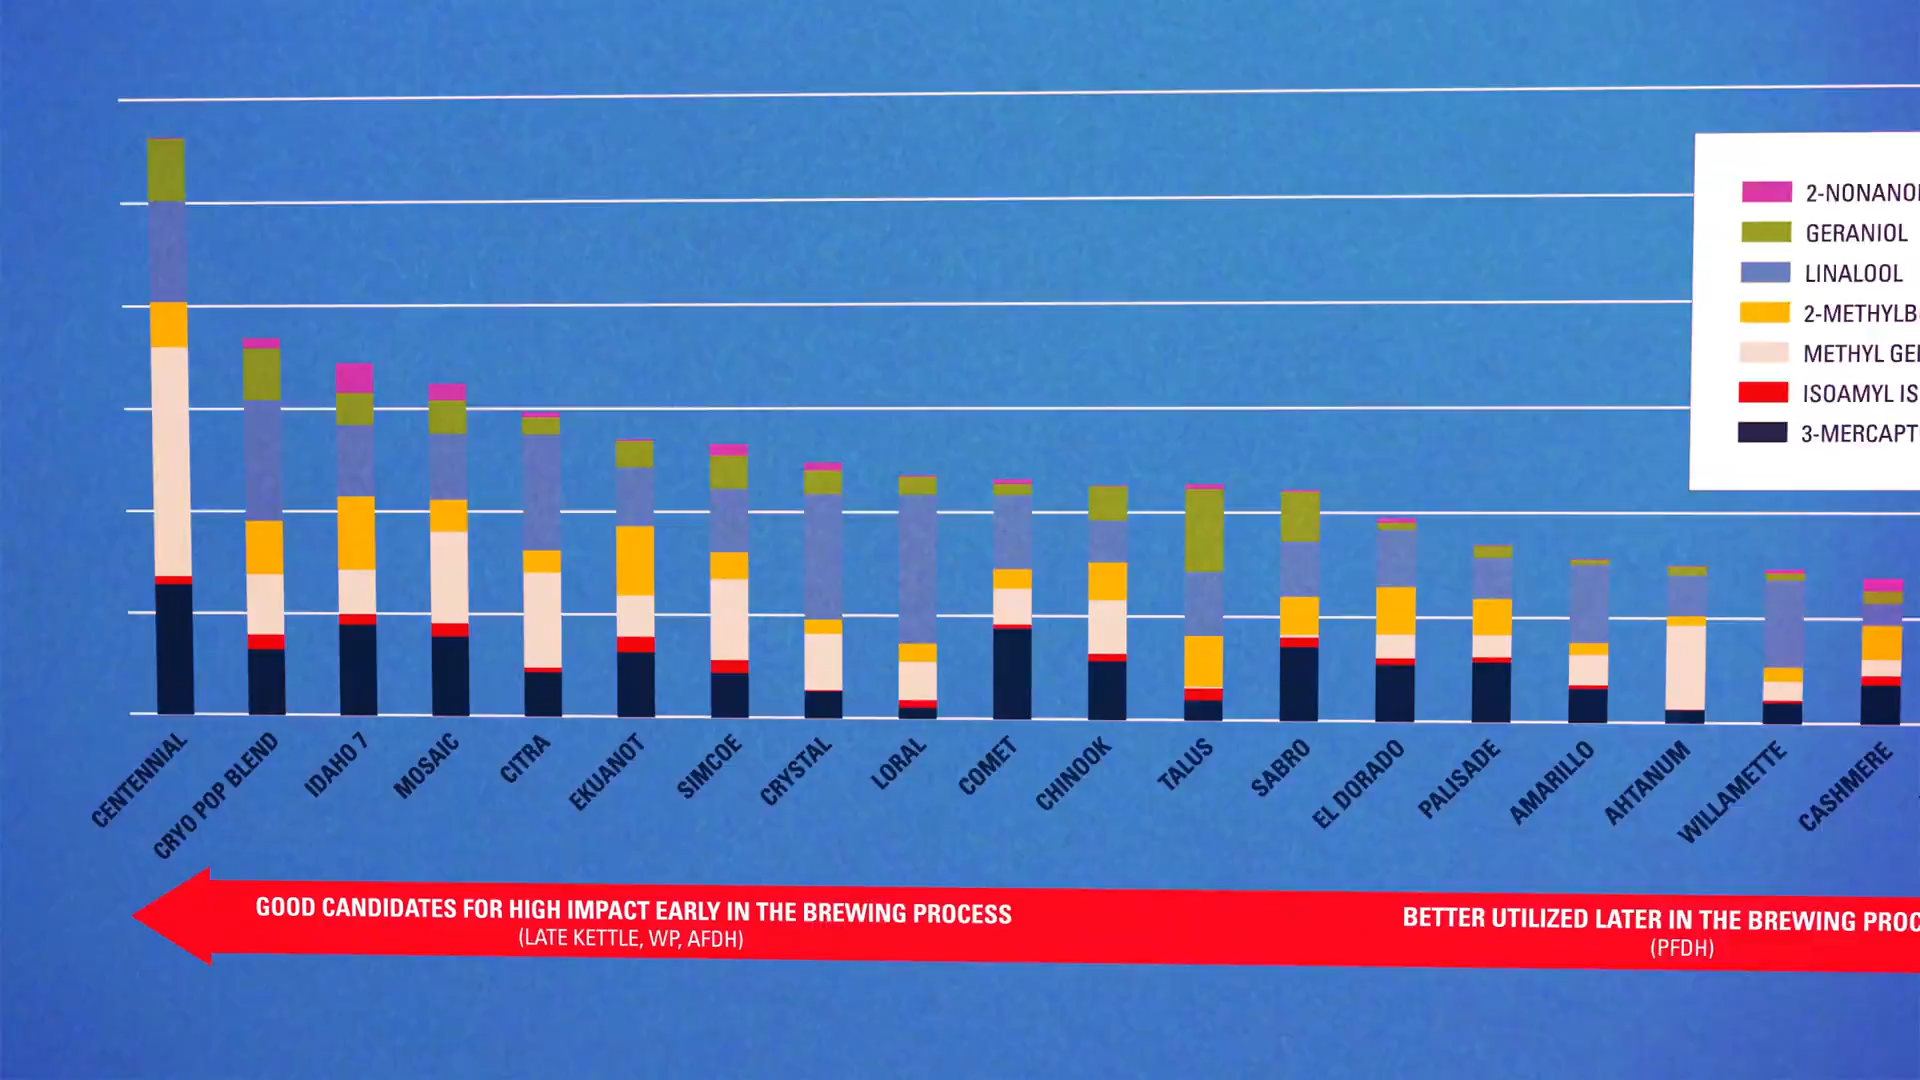 2-NONANO
GERANIOL
LINALOOL
2-METHYLB
METHYL GE
ISOAMYL IS
3-MERCAPT
CENTENNIAL
CRYO POP BLEND
IDAHO 7
MOSAIC
CITRA
EKUANOT
SIMCOE
CRYSTAL
LORAL
COMET
CHINOOK
TALUS
SABRO
EL DORADO
PALISADE
AMARILLO
AHTANUM
WILLAMETTE
CASHMERE
GOOD CANDIDATES FOR HIGH IMPACT EARLY IN THE BREWING PROCESS
(LATE KETTLE, WP, AFDH)
BETTER UTILIZED LATER IN THE BREWING PROC
(PFDH)